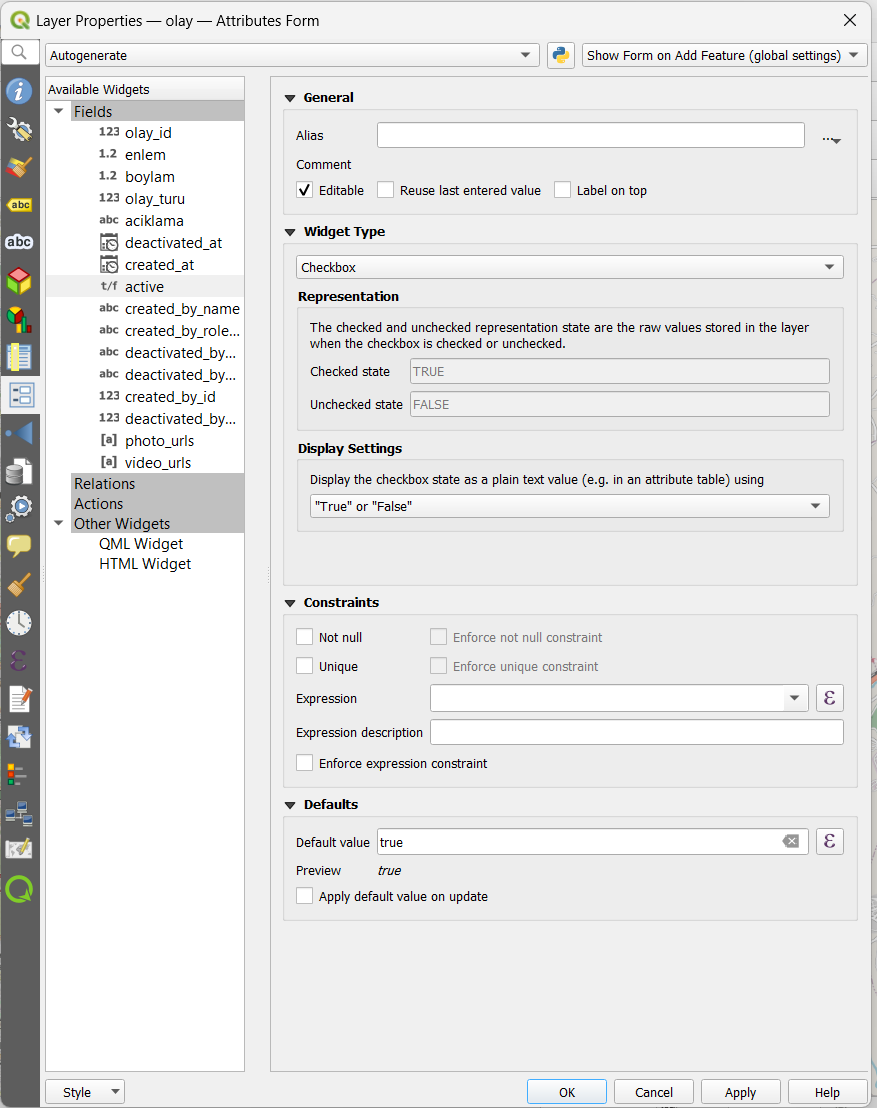 Layer Properties — olay — Attributes Form
Autogenerate
Show Form on Add Feature (global settings)
Available Widgets
Fields
123 olay_id
1.2 enlem
1.2 boylam
123 olay_turu
abc aciklama
deactivated_at
created_at
t/f active
abc created_by_name
abc created_by_role...
abc deactivated_by...
abc deactivated_by...
123 created_by_id
123 deactivated_by...
[a] photo_urls
[a] video_urls
Relations
Actions
Other Widgets
QML Widget
HTML Widget
General
Alias
...
Comment
Editable Reuse last entered value Label on top
Widget Type
Checkbox
Representation
The checked and unchecked representation state are the raw values stored in the layer
when the checkbox is checked or unchecked.
Checked state TRUE
Unchecked state FALSE
Display Settings
Display the checkbox state as a plain text value (e.g. in an attribute table) using
"True" or "False"
Constraints
Not null Enforce not null constraint
Unique Enforce unique constraint
Expression ε
Expression description
Enforce expression constraint
Defaults
Default value true ε
Preview true
Apply default value on update
abc
abc
ε
Style OK Cancel Apply Help